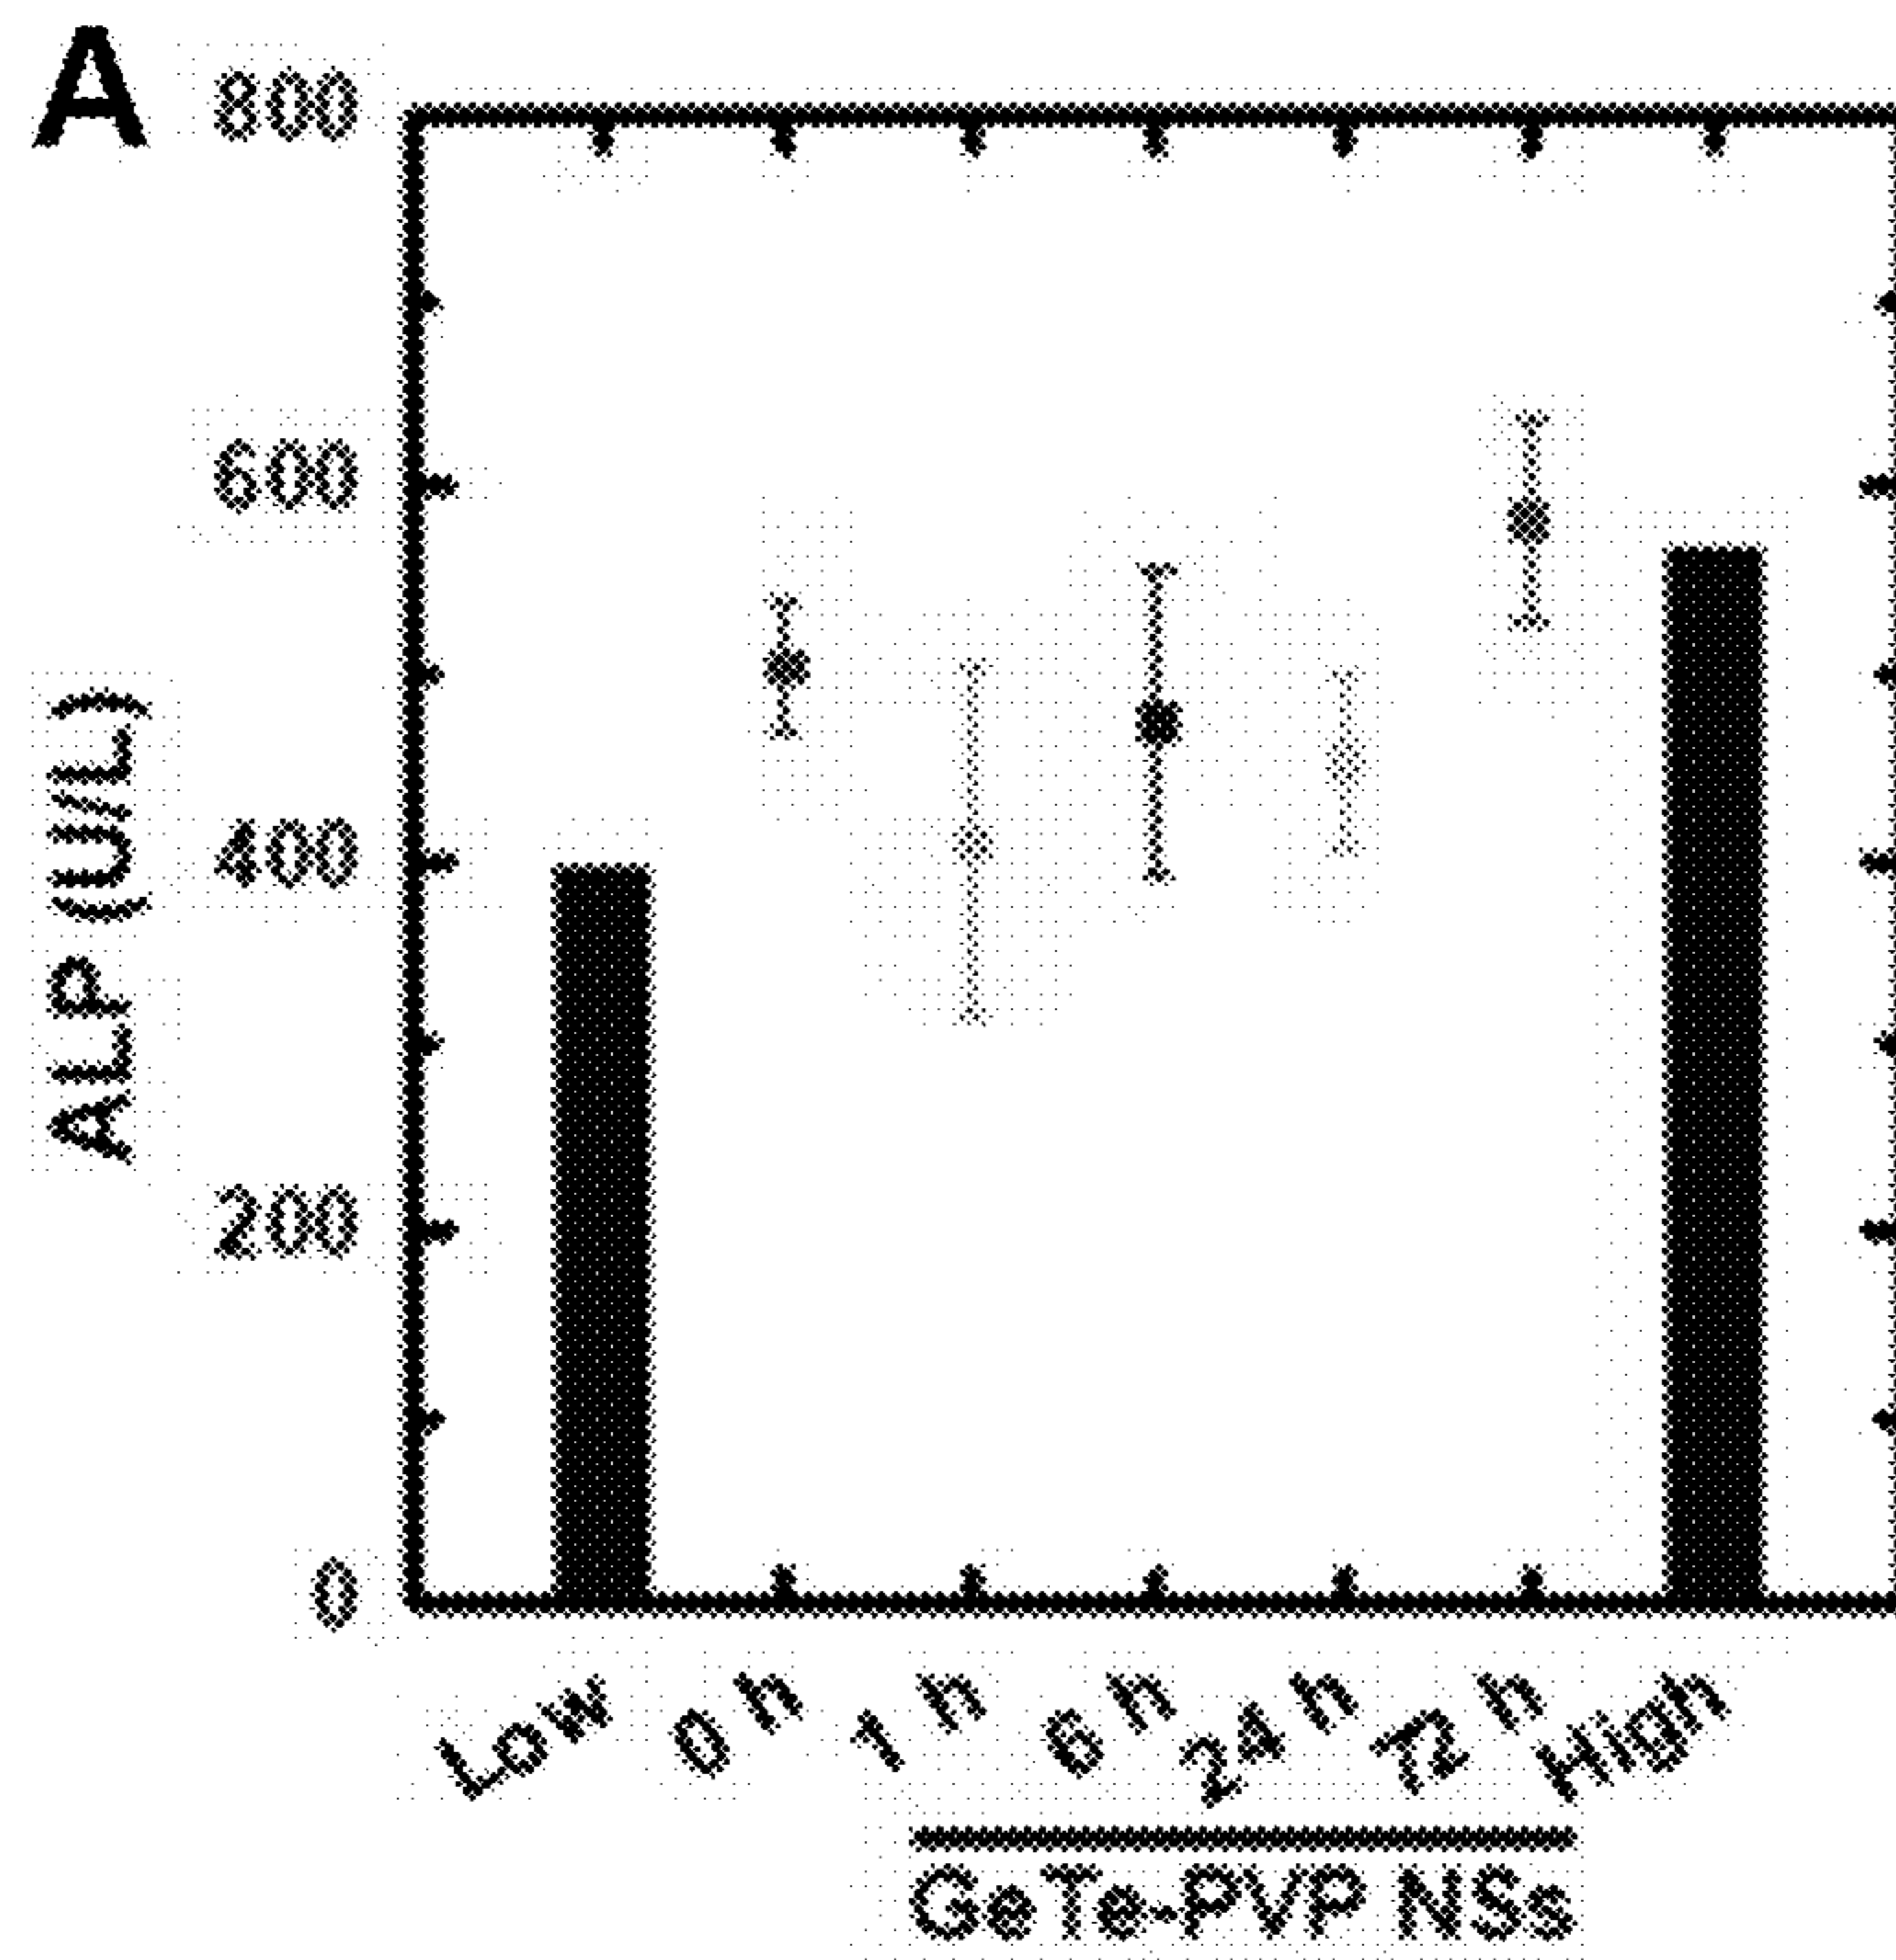 A
800
600
400
200
0
ALP (U/L)
Low
0 h
1 h
6 h
24 h
72 h
High
GeTe-PVP NSs